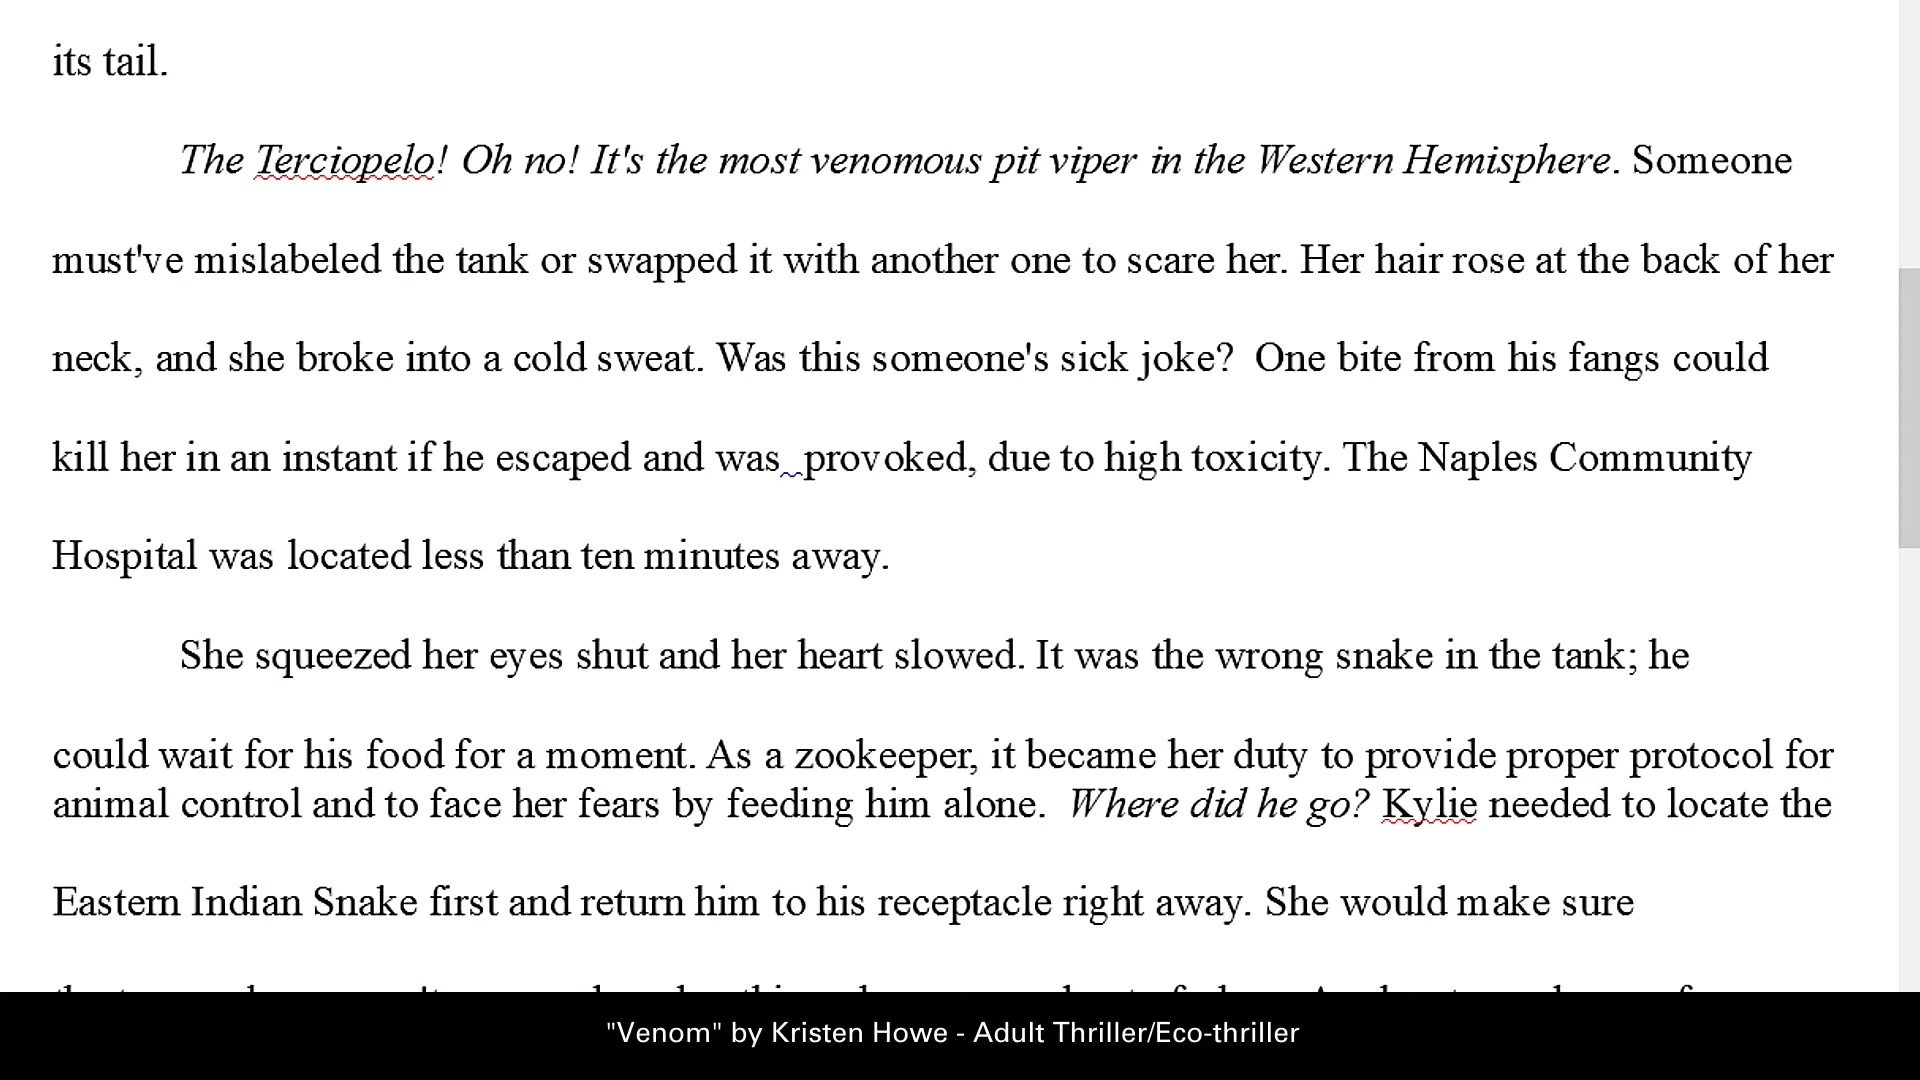 its tail.
The Terciopelo! Oh no! It's the most venomous pit viper in the Western Hemisphere. Someone
must've mislabeled the tank or swapped it with another one to scare her. Her hair rose at the back of her
neck, and she broke into a cold sweat. Was this someone's sick joke?  One bite from his fangs could
kill her in an instant if he escaped and was  provoked, due to high toxicity. The Naples Community
Hospital was located less than ten minutes away.
She squeezed her eyes shut and her heart slowed. It was the wrong snake in the tank; he
could wait for his food for a moment. As a zookeeper, it became her duty to provide proper protocol for
animal control and to face her fears by feeding him alone.  Where did he go? Kylie needed to locate the
Eastern Indian Snake first and return him to his receptacle right away. She would make sure
"Venom" by Kristen Howe - Adult Thriller/Eco-thriller